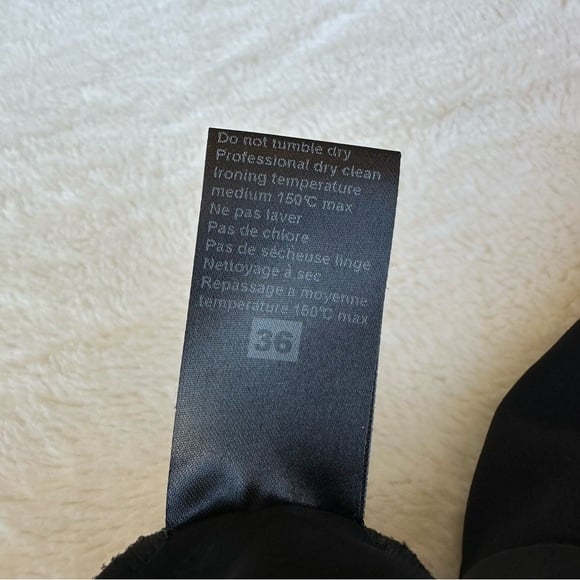 Do not tumble dry
Professional dry clean
Ironing temperature
medium 150°C max
Ne pas laver
Pas de chlore
Pas de sécheuse linge
Nettoyage à sec
Repassage a moyenne
temperature 150°C max
36